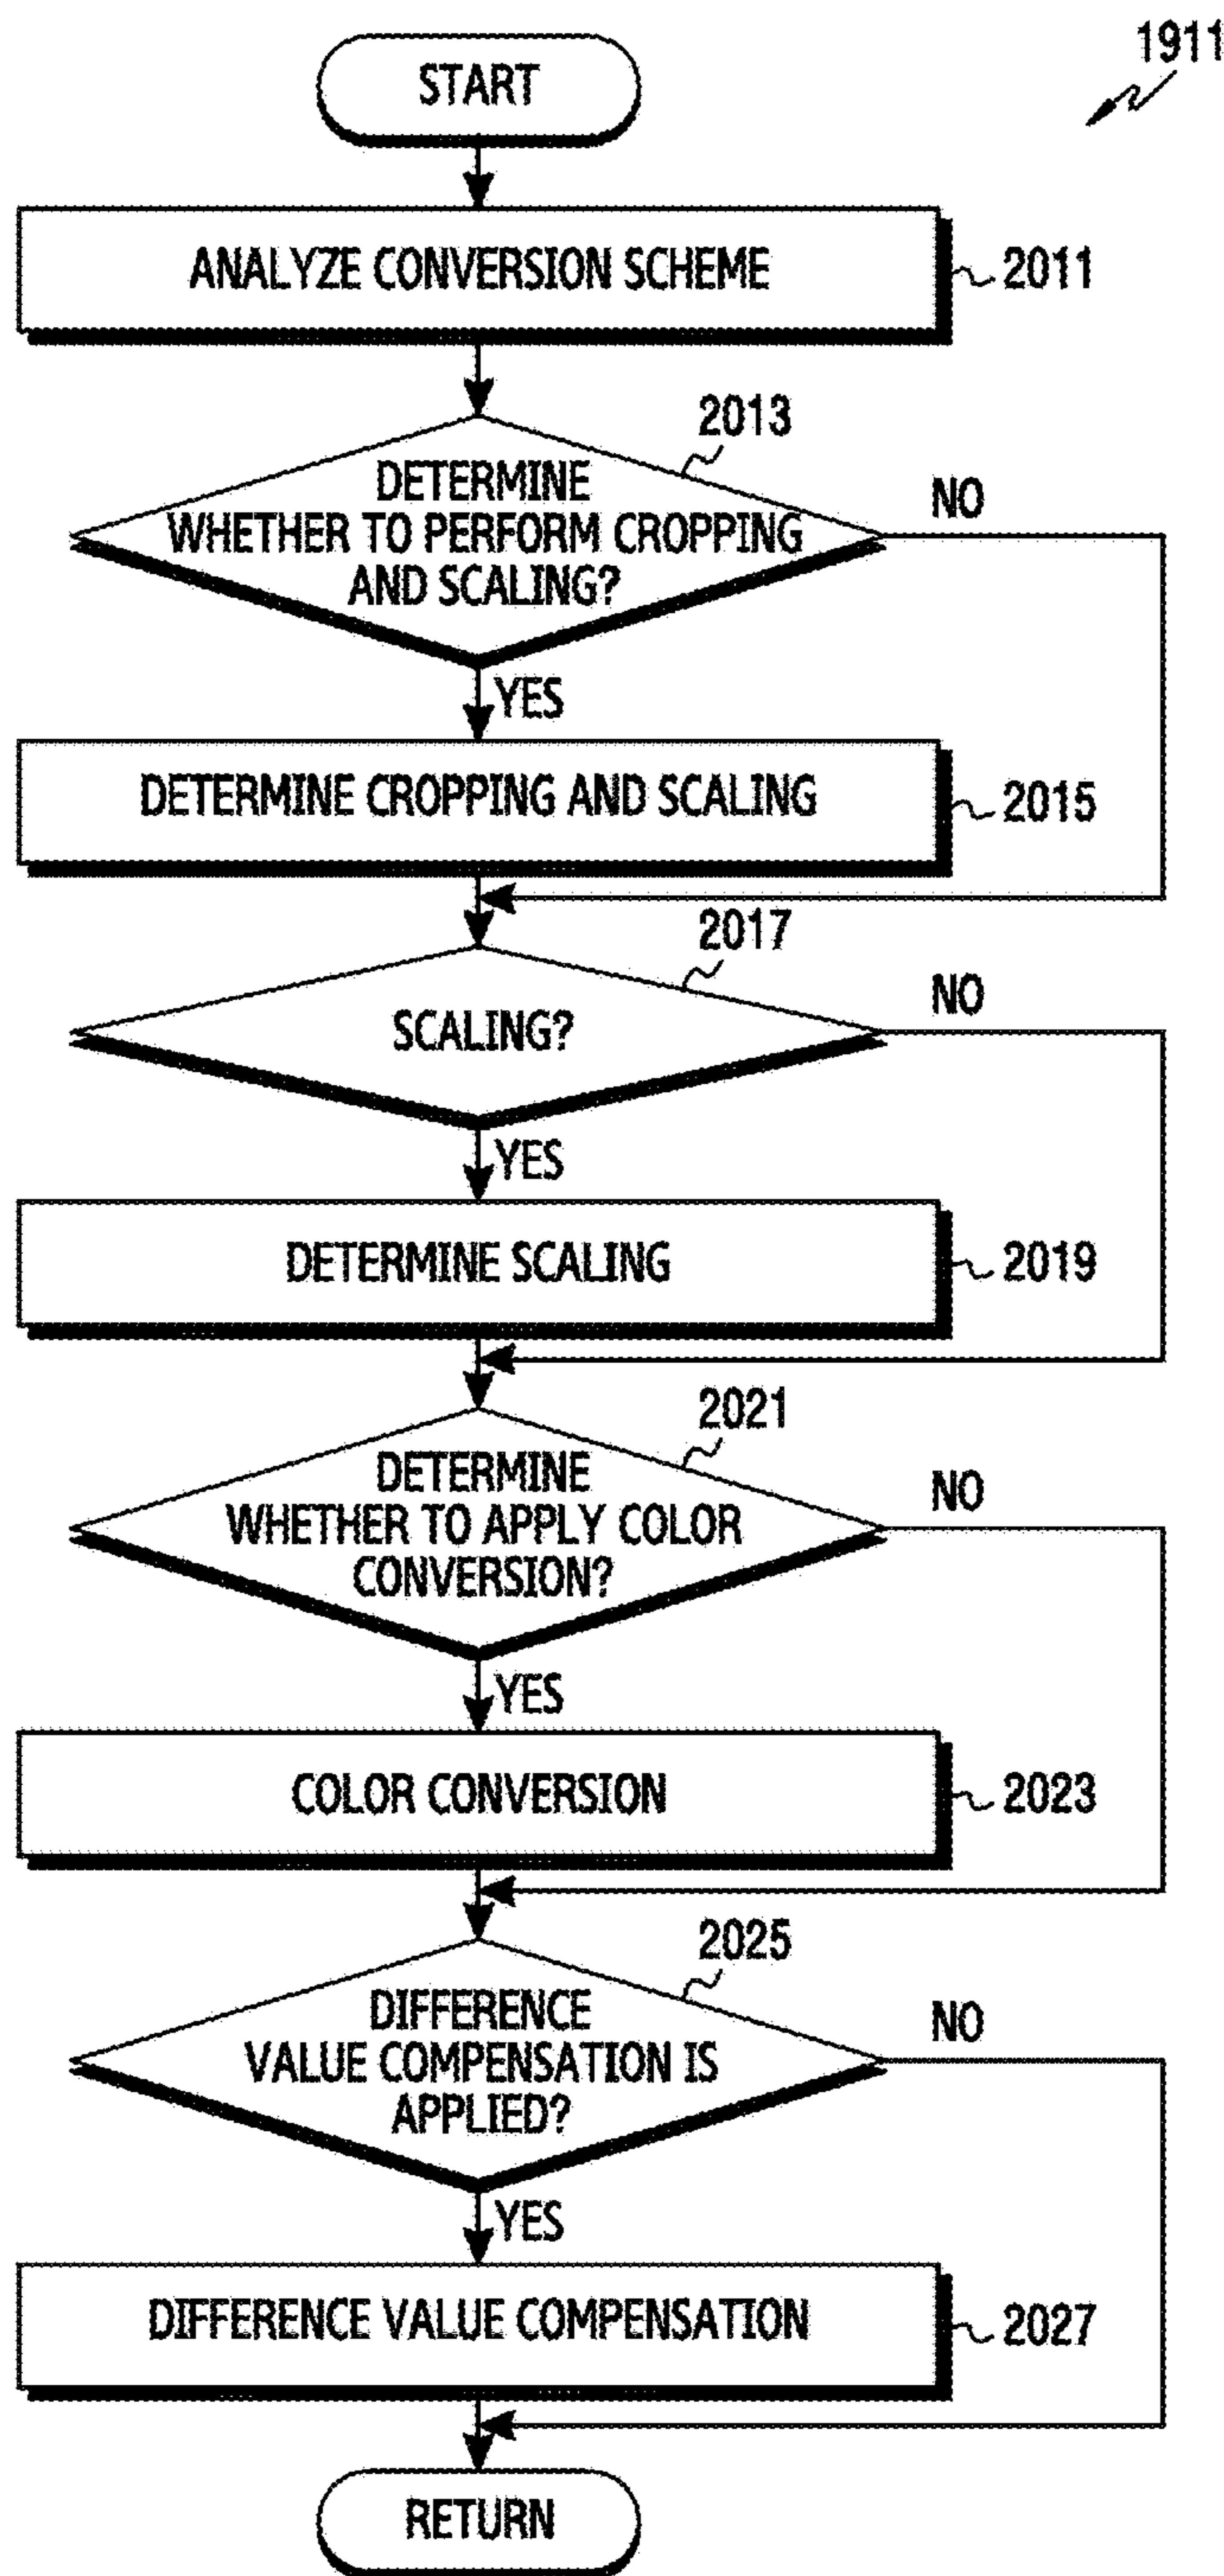 1911
START
ANALYZE CONVERSION SCHEME
2011
2013
DETERMINE
WHETHER TO PERFORM CROPPING
AND SCALING?
NO
YES
DETERMINE CROPPING AND SCALING
2015
2017
SCALING?
NO
YES
DETERMINE SCALING
2019
2021
DETERMINE
WHETHER TO APPLY COLOR
CONVERSION?
NO
YES
COLOR CONVERSION
2023
2025
DIFFERENCE
VALUE COMPENSATION IS
APPLIED?
NO
YES
DIFFERENCE VALUE COMPENSATION
2027
RETURN